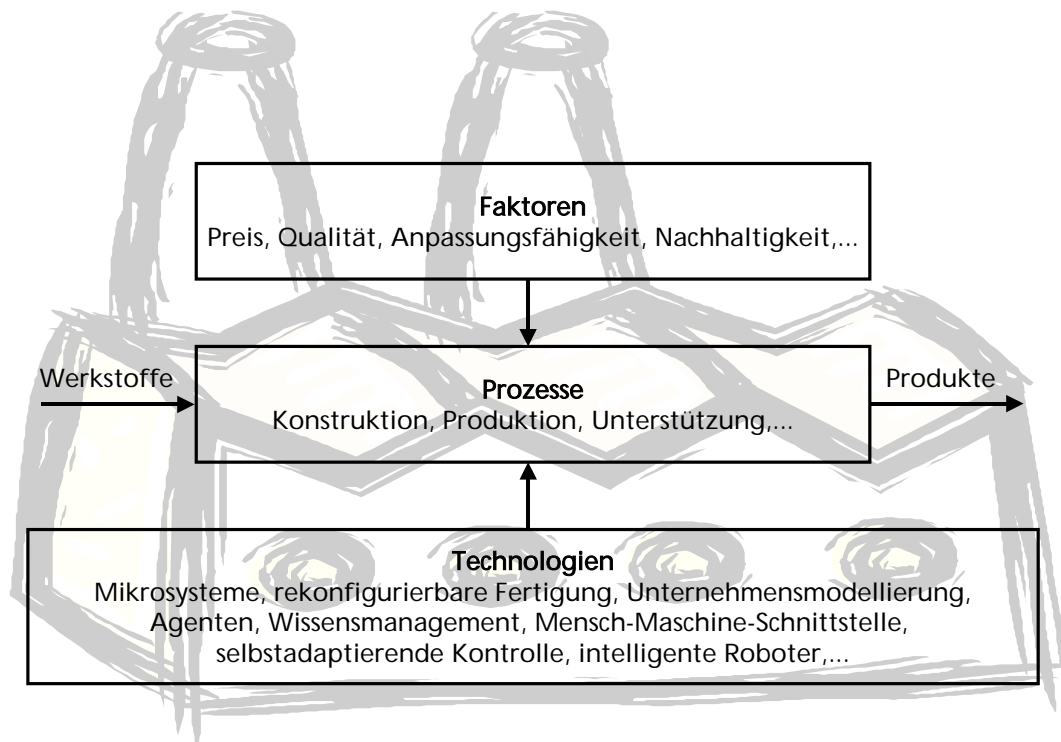 Faktoren
Preis, Qualität, Anpassungsfähigkeit, Nachhaltigkeit,...
Werkstoffe
Prozesse
Konstruktion, Produktion, Unterstützung,...
Produkte
Technologien
Mikrosysteme, rekonfigurierbare Fertigung, Unternehmensmodellierung,
Agenten, Wissensmanagement, Mensch-Maschine-Schnittstelle,
selbstadaptierende Kontrolle, intelligente Roboter,...